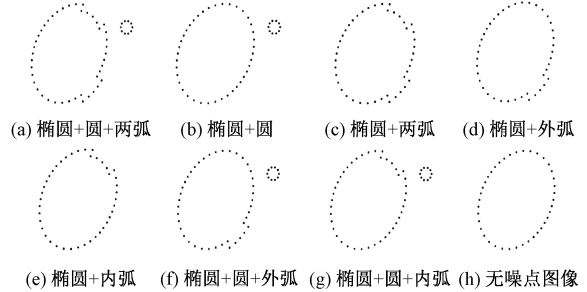 (a) 椭圆+圆+两弧 (b) 椭圆+圆 (c) 椭圆+两弧 (d) 椭圆+外弧
(e) 椭圆+内弧 (f) 椭圆+圆+外弧 (g) 椭圆+圆+内弧 (h) 无噪点图像